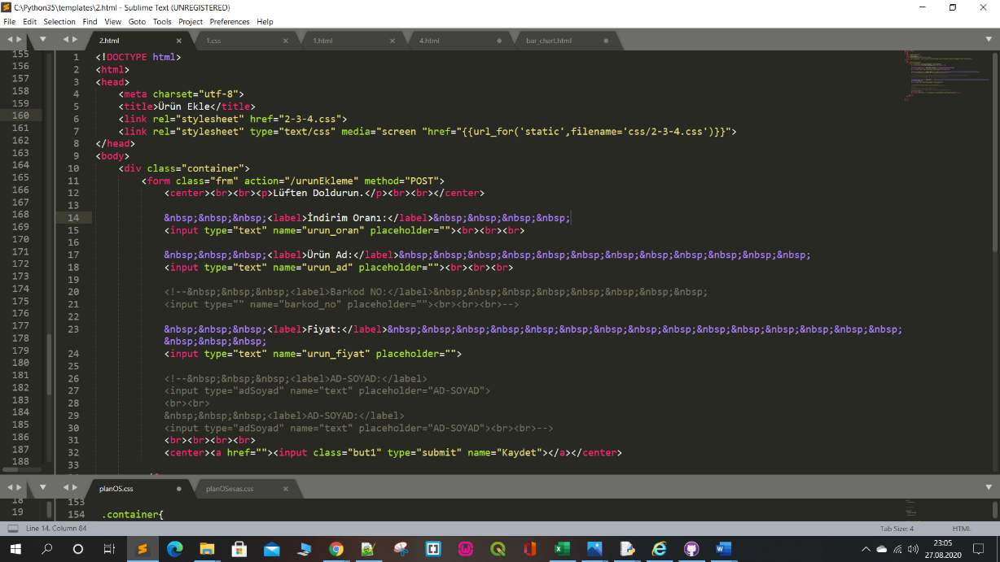 C:\Python35\templates\2.html - Sublime Text (UNREGISTERED)
File Edit Selection Find View Goto Tools Project Preferences Help
2.html 1.css 1.html 4.html bar_chart.html
155
156
157
158
159
160
161
162
163
164
165
166
167
168
169
170
171
172
173
174
175
176
177
178
179
180
181
182
183
184
185
186
187
188
1 <!DOCTYPE html>
2 <html>
3 <head>
4 <meta charset="utf-8">
5 <title>Ürün Ekle</title>
6 <link rel="stylesheet" href="2-3-4.css">
7 <link rel="stylesheet" type="text/css" media="screen "href="{{url_for('static',filename='css/2-3-4.css')}}">
8 </head>
9 <body>
10 <div class="container">
11 <form class="frm" action="/urunEkleme" method="POST">
12 <center><br><br><p>Lüften Doldurun.</p><br><br></center>
13
14 &nbsp;&nbsp;&nbsp;<label>İndirim Oranı:</label>&nbsp;&nbsp;&nbsp;&nbsp;
15 <input type="text" name="urun_oran" placeholder=""><br><br><br>
16
17 &nbsp;&nbsp;&nbsp;<label>Ürün Ad:</label>&nbsp;&nbsp;&nbsp;&nbsp;&nbsp;&nbsp;&nbsp;&nbsp;&nbsp;&nbsp;&nbsp;&nbsp;
18 <input type="text" name="urun_ad" placeholder=""><br><br><br>
19
20 <!--&nbsp;&nbsp;&nbsp;<label>Barkod NO:</label>&nbsp;&nbsp;&nbsp;&nbsp;&nbsp;&nbsp;&nbsp;&nbsp;
21 <input type="" name="barkod_no" placeholder=""><br><br><br>-->
22
23 &nbsp;&nbsp;&nbsp;<label>Fiyat:</label>&nbsp;&nbsp;&nbsp;&nbsp;&nbsp;&nbsp;&nbsp;&nbsp;&nbsp;&nbsp;&nbsp;&nbsp;&nbsp;&nbsp;&nbsp;
&nbsp;&nbsp;&nbsp;
24 <input type="text" name="urun_fiyat" placeholder="">
25
26 <!--&nbsp;&nbsp;&nbsp;<label>AD-SOYAD:</label>
27 <input type="adSoyad" name="text" placeholder="AD-SOYAD">
28 <br><br>
29 &nbsp;&nbsp;&nbsp;<label>AD-SOYAD:</label>
30 <input type="adSoyad" name="text" placeholder="AD-SOYAD"><br><br>-->
31 <br><br><br><br>
32 <center><a href=""><input class="but1" type="submit" name="Kaydet"></a></center>
33
planOS.css planOSesas.css
18
19
153
154 .container{
Line 14, Column 84 Tab Size: 4 HTML
23:05
27.08.2020